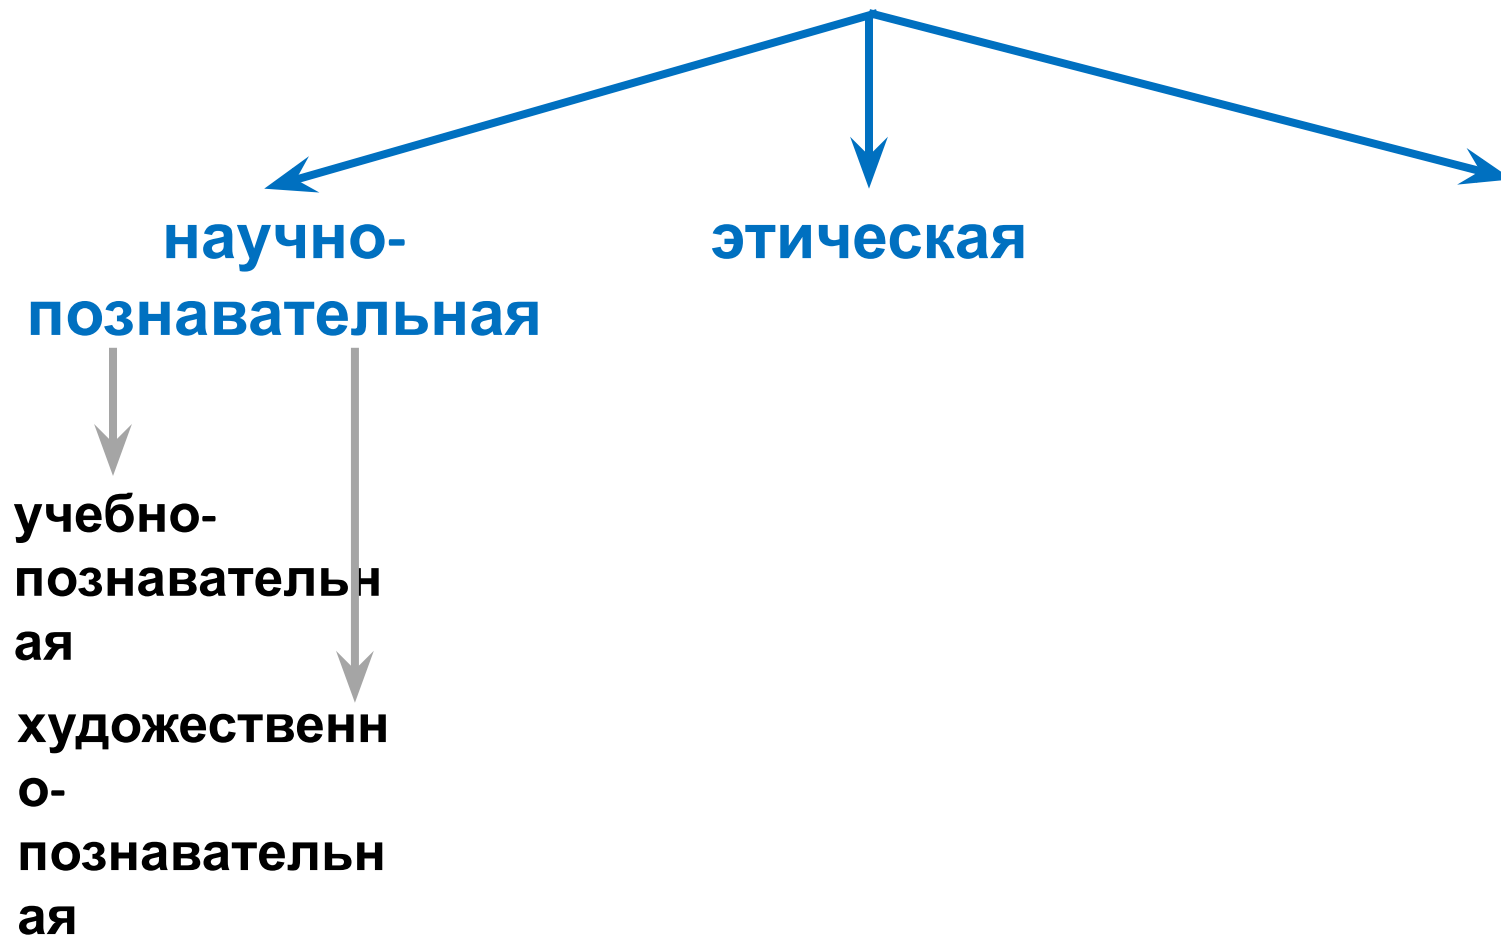 научно-
познавательная
этическая
учебно-
познавательн
ая
художественн
о-
познавательн
ая